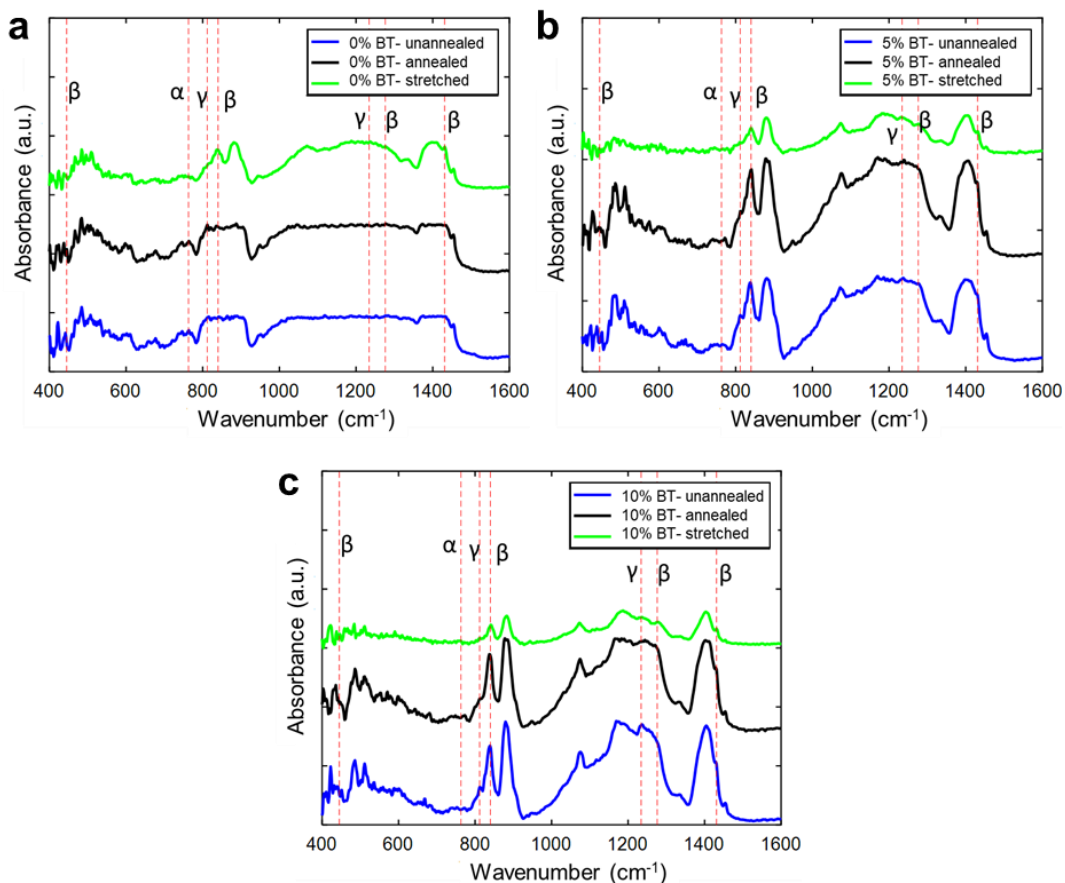 a
0% BT- unannealed
0% BT- annealed
0% BT- stretched
β α γ β γ β β
Absorbance (a.u.)
400 600 800 1000 1200 1400 1600
Wavenumber (cm⁻¹)
b
5% BT- unannealed
5% BT- annealed
5% BT- stretched
β α γ β γ β β
Absorbance (a.u.)
400 600 800 1000 1200 1400 1600
Wavenumber (cm⁻¹)
c
10% BT- unannealed
10% BT- annealed
10% BT- stretched
β α γ β γ β β
Absorbance (a.u.)
400 600 800 1000 1200 1400 1600
Wavenumber (cm⁻¹)